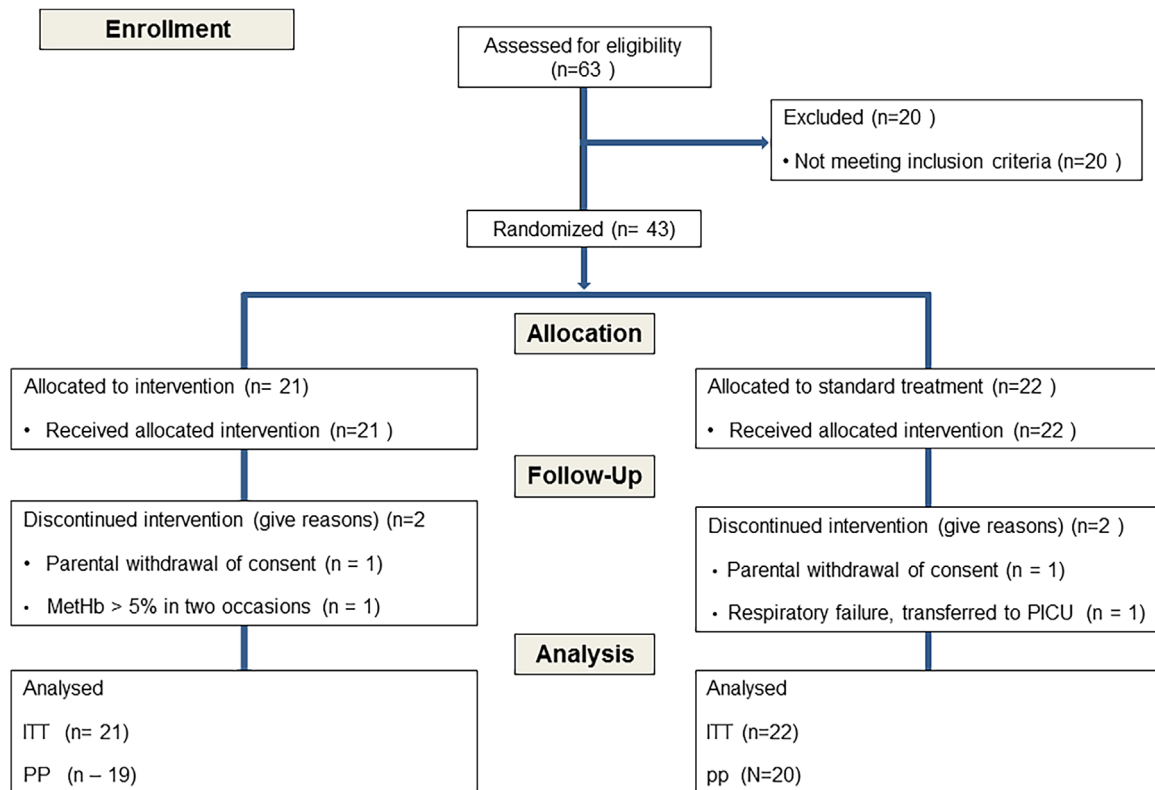 Enrollment
Assessed for eligibility
(n=63 )
Excluded (n=20 )
• Not meeting inclusion criteria (n=20 )
Randomized (n= 43)
Allocation
Allocated to intervention (n= 21)
• Received allocated intervention (n=21 )
Allocated to standard treatment (n=22 )
• Received allocated intervention (n=22 )
Follow-Up
Discontinued intervention (give reasons) (n=2
• Parental withdrawal of consent (n = 1)
• MetHb > 5% in two occasions (n = 1)
Discontinued intervention (give reasons) (n=2 )
• Parental withdrawal of consent (n = 1)
• Respiratory failure, transferred to PICU (n = 1)
Analysis
Analysed
ITT (n= 21)
PP (n – 19)
Analysed
ITT (n=22)
pp (N=20)